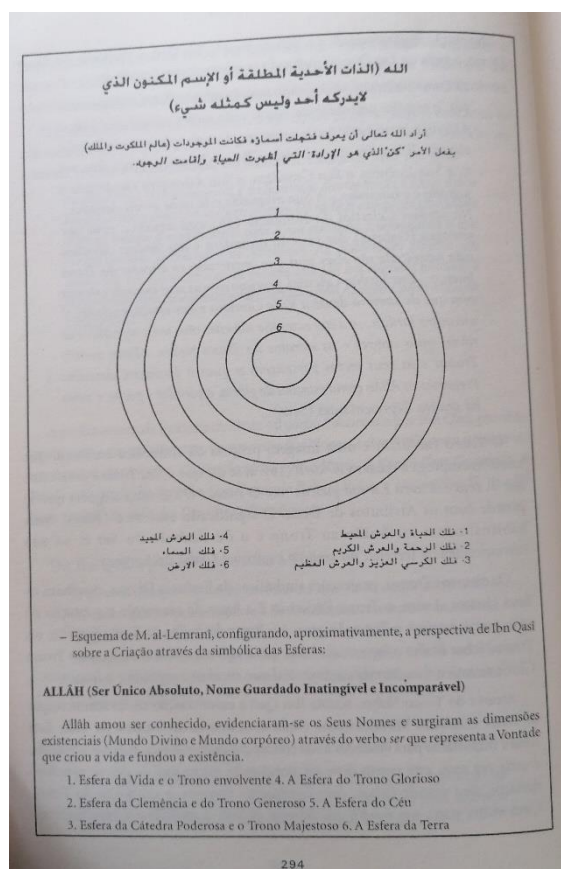 الله (الذات الأحدية المطلقة أو الإسم المكنون الذي
لايدركه أحد وليس كمثله شيء)
أراد الله تعالى أن يعرف فتجلت أسماؤه فكانت الموجودات (عالم الملكوت والملك)
بفعل الأمر "كن" الذي هو الإرادة التي أظهرت الحياة وأقامت الوجود.
1
2
3
4
5
6
1- فلك الحياة والعرش المحيط
2- فلك الرحمة والعرش الكريم
3- فلك الكرسي العزيز والعرش العظيم
4- فلك العرش المجيد
5- فلك السماء
6- فلك الارض
– Esquema de M. al-Lemrani, configurando, aproximativamente, a perspectiva de Ibn Qasî
sobre a Criação através da simbólica das Esferas:
ALLÂH (Ser Único Absoluto, Nome Guardado Inatingível e Incomparável)
Allâh amou ser conhecido, evidenciaram-se os Seus Nomes e surgiram as dimensões
existenciais (Mundo Divino e Mundo corpóreo) através do verbo ser que representa a Vontade
que criou a vida e fundou a existência.
1. Esfera da Vida e o Trono envolvente 4. A Esfera do Trono Glorioso
2. Esfera da Clemência e do Trono Generoso 5. A Esfera do Céu
3. Esfera da Cátedra Poderosa e o Trono Majestoso 6. A Esfera da Terra
294